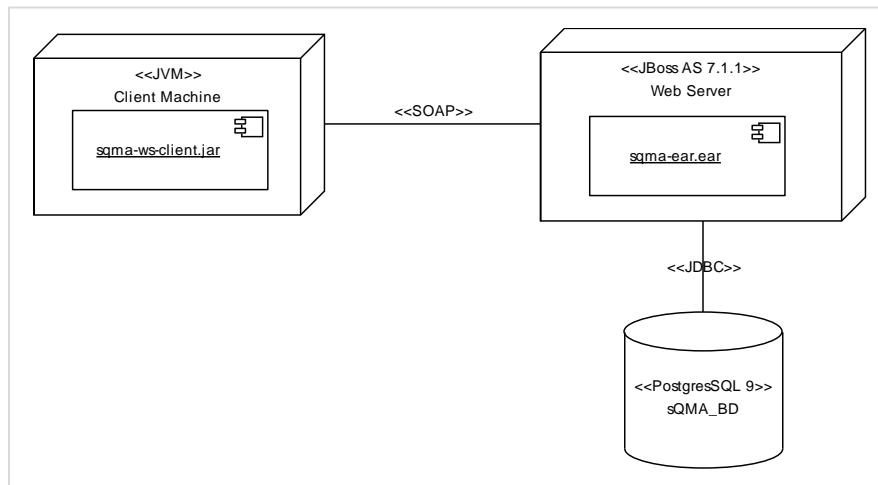 <<JVM>>
Client Machine
sqma-ws-client.jar
<<SOAP>>
<<JBoss AS 7.1.1>>
Web Server
sqma-ear.ear
<<JDBC>>
<<PostgresSQL 9>>
sQMA_BD